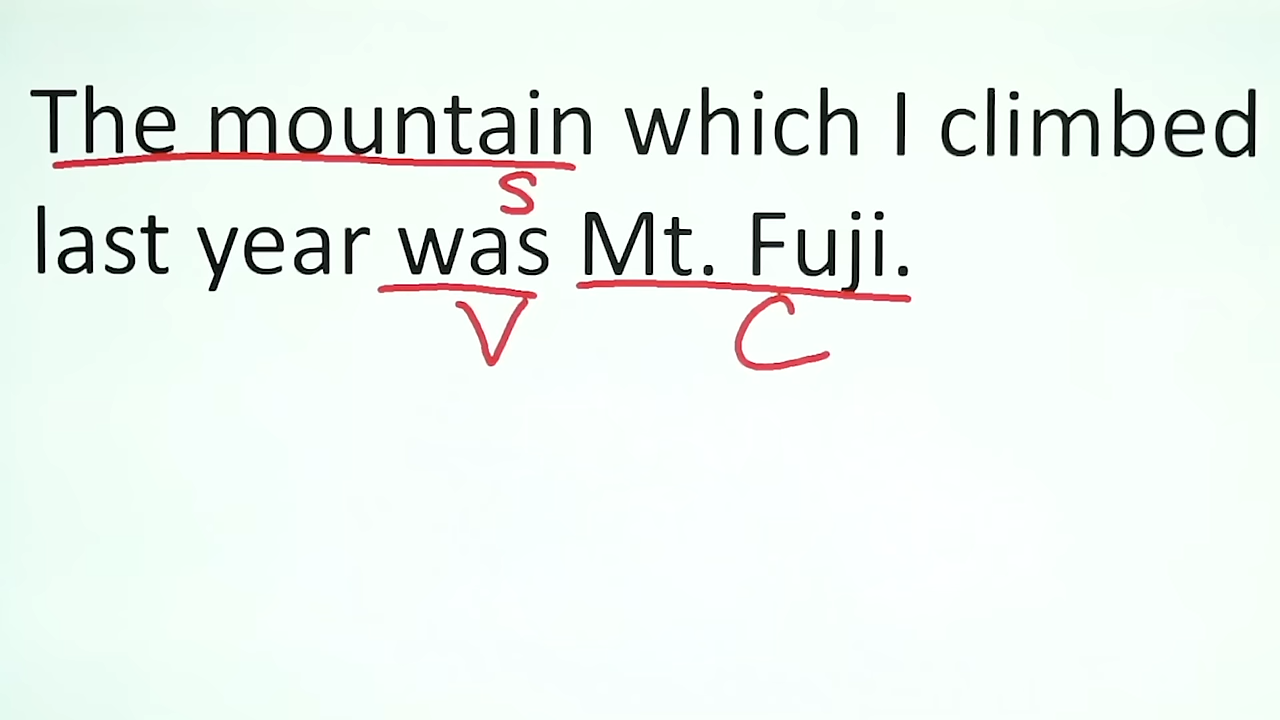 The mountain which I climbed
S
last year was Mt. Fuji.
V C